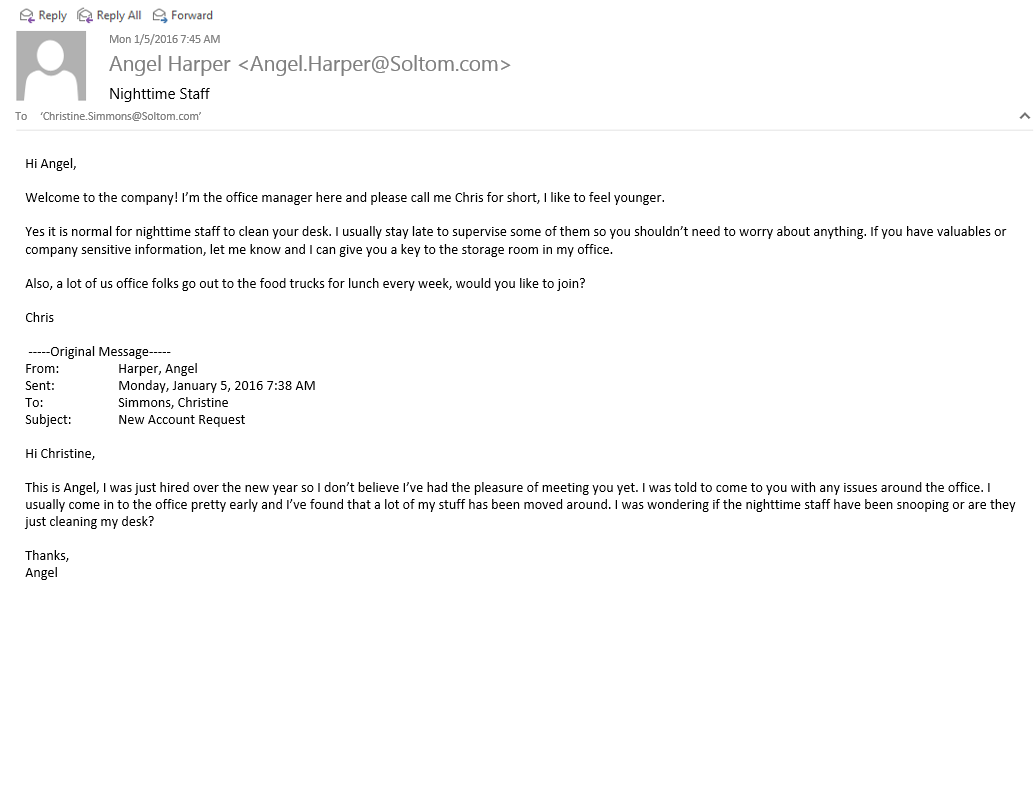 Reply Reply All Forward
Mon 1/5/2016 7:45 AM
Angel Harper <Angel.Harper@Soltom.com>
Nighttime Staff
To 'Christine.Simmons@Soltom.com'
Hi Angel,
Welcome to the company! I'm the office manager here and please call me Chris for short, I like to feel younger.
Yes it is normal for nighttime staff to clean your desk. I usually stay late to supervise some of them so you shouldn't need to worry about anything. If you have valuables or
company sensitive information, let me know and I can give you a key to the storage room in my office.
Also, a lot of us office folks go out to the food trucks for lunch every week, would you like to join?
Chris
-----Original Message-----
From: Harper, Angel
Sent: Monday, January 5, 2016 7:38 AM
To: Simmons, Christine
Subject: New Account Request
Hi Christine,
This is Angel, I was just hired over the new year so I don't believe I've had the pleasure of meeting you yet. I was told to come to you with any issues around the office. I
usually come in to the office pretty early and I've found that a lot of my stuff has been moved around. I was wondering if the nighttime staff have been snooping or are they
just cleaning my desk?
Thanks,
Angel